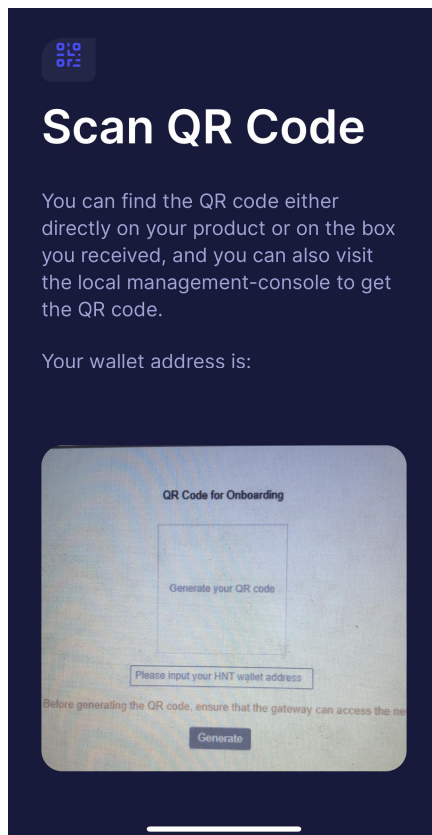 Scan QR Code
You can find the QR code either
directly on your product or on the box
you received, and you can also visit
the local management-console to get
the QR code.
Your wallet address is:
QR Code for Onboarding
Generate your QR code
Please input your HNT wallet address
Before generating the QR code, ensure that the gateway can access the ne
Generate